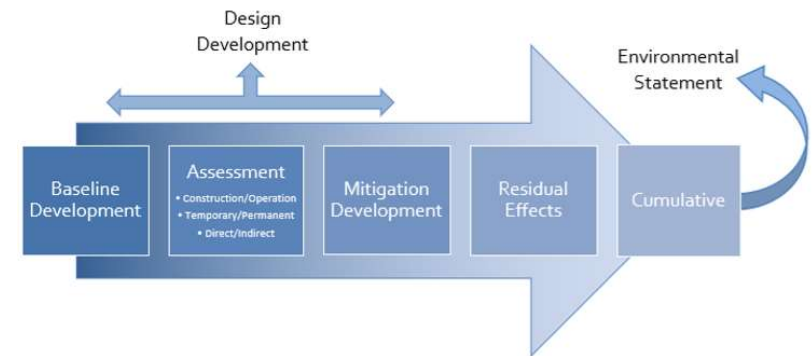 Design
Development
Environmental
Statement
Baseline
Development
Assessment
• Construction/Operation
• Temporary/Permanent
• Direct/Indirect
Mitigation
Development
Residual
Effects
Cumulative